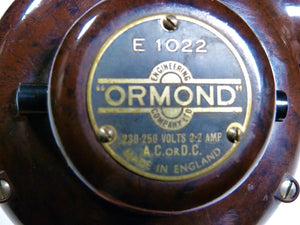 E 1022
ENGINEERING
"ORMOND"
COMPANY LTD
230-250 VOLTS 2-2 AMP
A.C. OR D.C.
MADE IN ENGLAND